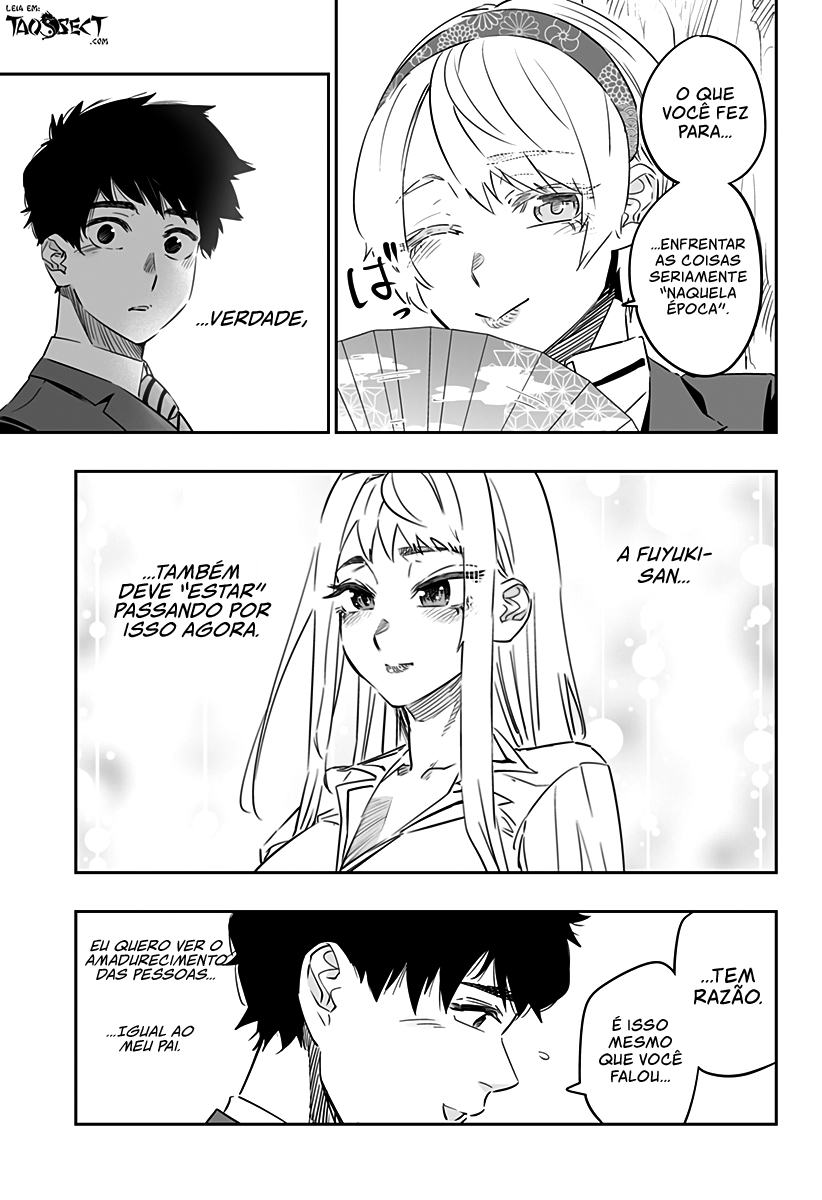 LEIA EM:
TAOSECT
.COM
O QUE
VOCÊ FEZ
PARA...
...ENFRENTAR
AS COISAS
SERIAMENTE
"NAQUELA
ÉPOCA".
ばっ
...VERDADE,
A FUYUKI-
SAN...
...TAMBÉM
DEVE "ESTAR"
PASSANDO POR
ISSO AGORA.
...TEM
RAZÃO.
É ISSO
MESMO
QUE VOCÊ
FALOU...
EU QUERO VER O
AMADURECIMENTO
DAS PESSOAS...
...IGUAL AO
MEU PAI.